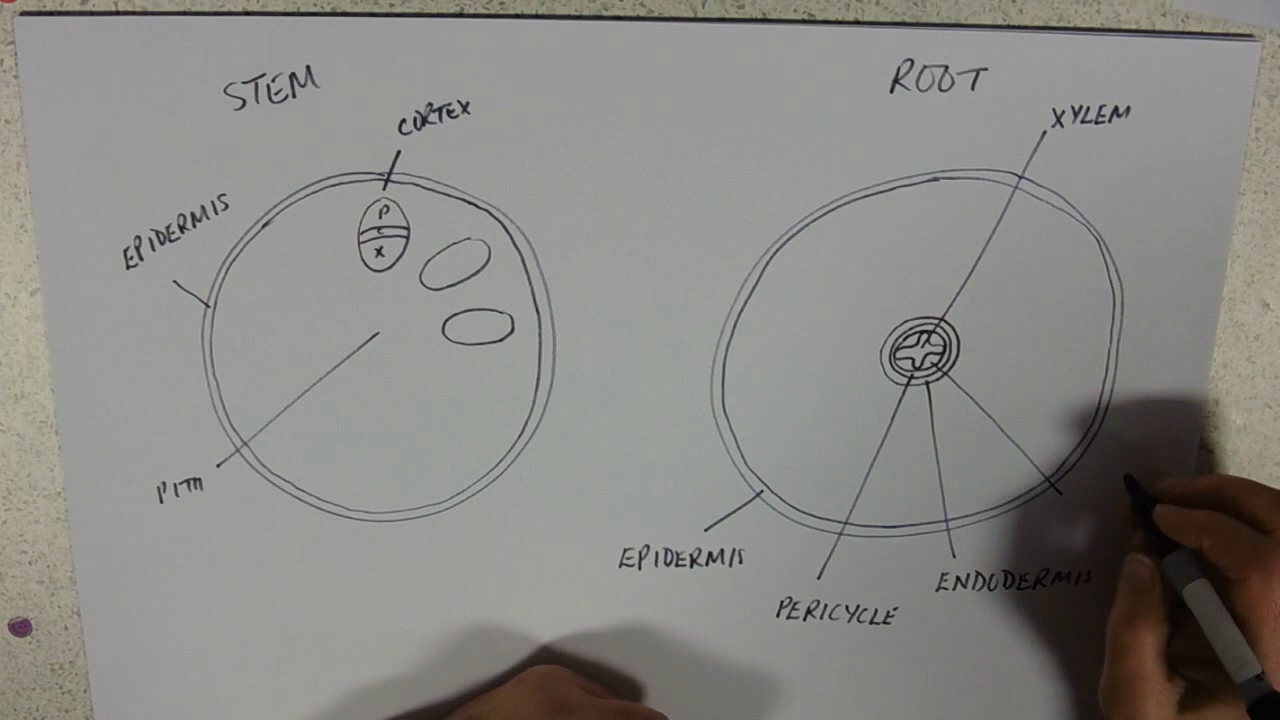 STEM
CORTEX
EPIDERMIS
P
C
X
PITH
ROOT
XYLEM
EPIDERMIS
PERICYCLE
ENDODERMIS